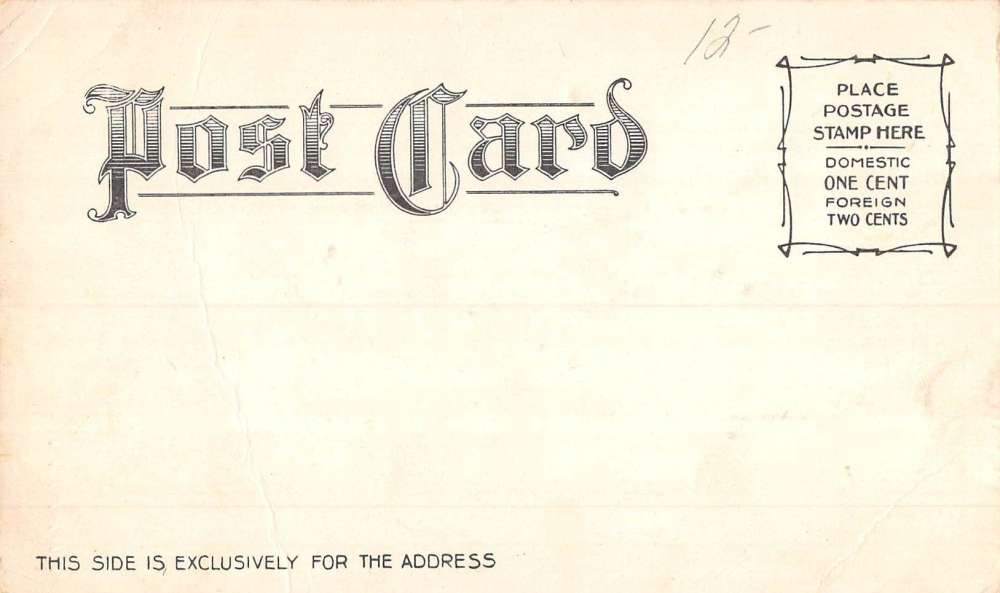 12-
Post Card
PLACE
POSTAGE
STAMP HERE
DOMESTIC
ONE CENT
FOREIGN
TWO CENTS
THIS SIDE IS EXCLUSIVELY FOR THE ADDRESS